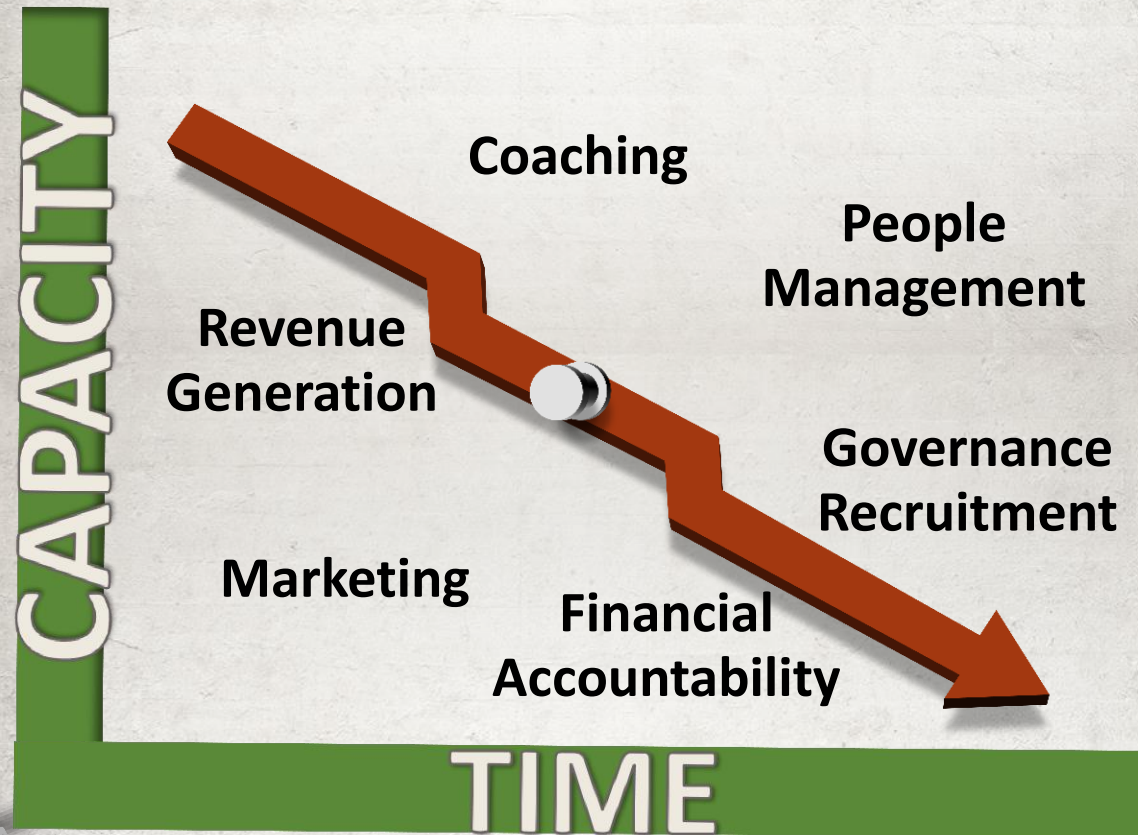 CAPACITY
Coaching
People
Management
Revenue
Generation
Governance
Recruitment
Marketing
Financial
Accountability
TIME